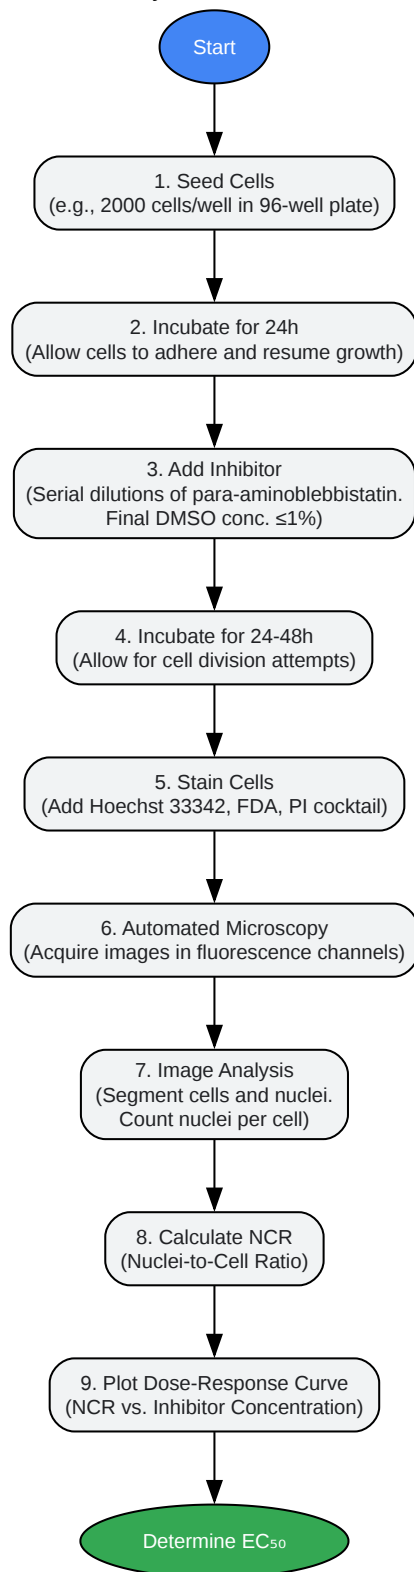 Start
1. Seed Cells
(e.g., 2000 cells/well in 96-well plate)
2. Incubate for 24h
(Allow cells to adhere and resume growth)
3. Add Inhibitor
(Serial dilutions of para-aminoblebbistatin.
Final DMSO conc. ≤1%)
4. Incubate for 24-48h
(Allow for cell division attempts)
5. Stain Cells
(Add Hoechst 33342, FDA, PI cocktail)
6. Automated Microscopy
(Acquire images in fluorescence channels)
7. Image Analysis
(Segment cells and nuclei.
Count nuclei per cell)
8. Calculate NCR
(Nuclei-to-Cell Ratio)
9. Plot Dose-Response Curve
(NCR vs. Inhibitor Concentration)
Determine EC₅₀